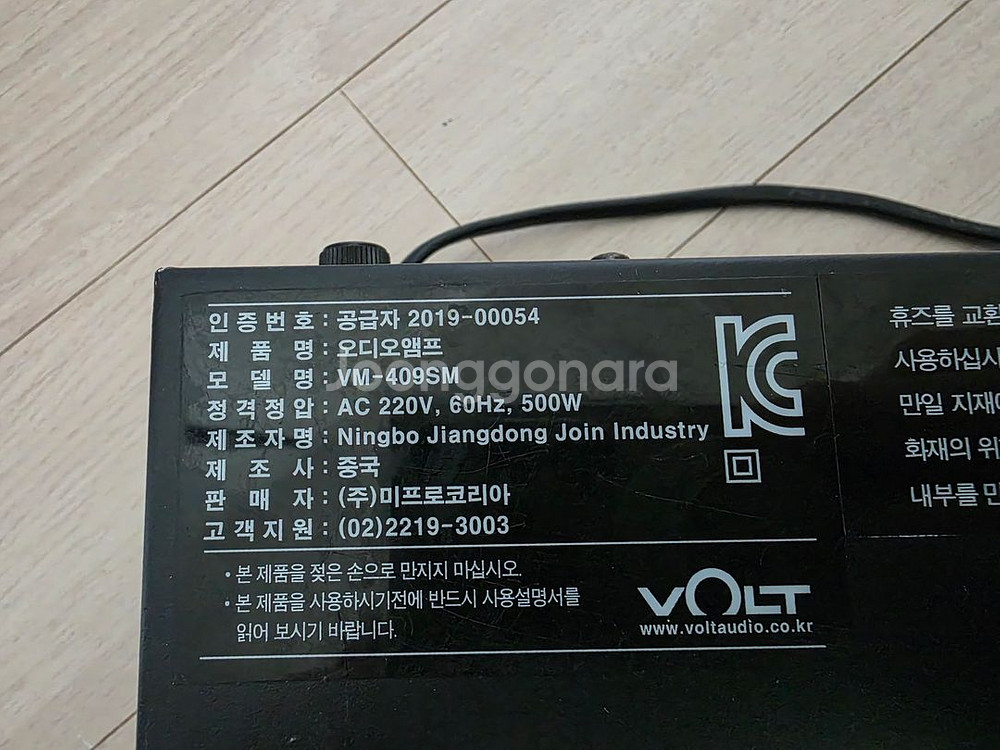 인증번호 : 공급자 2019-00054
제품명 : 오디오앰프
모델명 : VM-409SM
정격정압 : AC 220V, 60Hz, 500W
제조자명 : Ningbo Jiangdong Join Industry
제조사 : 중국
판매자 : (주)미프로코리아
고객지원 : (02)2219-3003
• 본 제품을 젖은 손으로 만지지 마십시오.
• 본 제품을 사용하시기전에 반드시 사용설명서를
읽어 보시기 바랍니다.
VOLT
www.voltaudio.co.kr
휴즈를 교환
사용하십시
만일 지재
화재의 위
내부를 만
Joonggonara